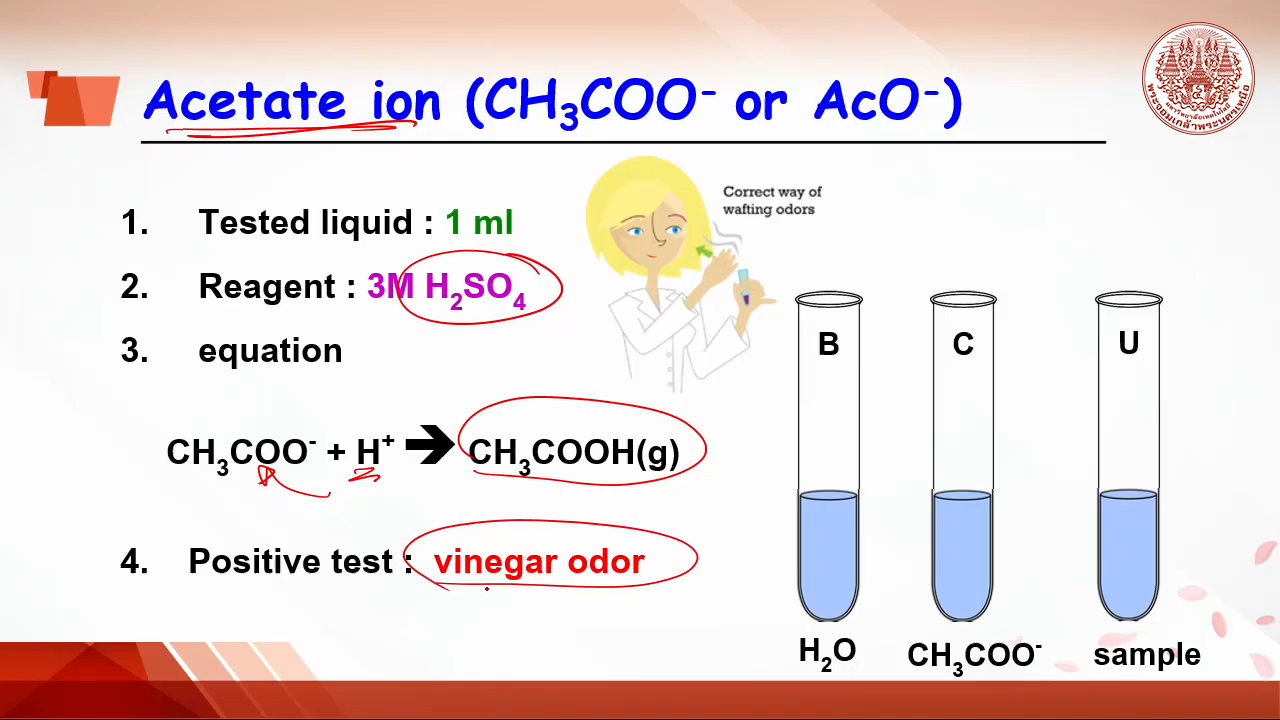 Acetate ion (CH₃COO⁻ or AcO⁻)
1. Tested liquid : 1 ml
2. Reagent : 3M H₂SO₄
3. equation
CH₃COO⁻ + H⁺ ➔ CH₃COOH(g)
4. Positive test : vinegar odor
Correct way of
wafting odors
B C U
H₂O CH₃COO⁻ sample